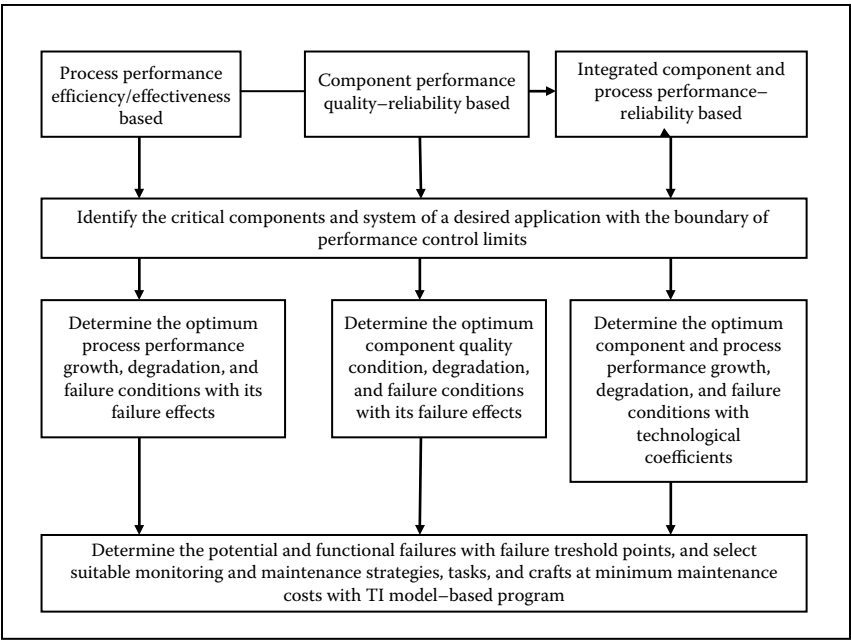 Process performance
efficiency/effectiveness
based
Component performance
quality–reliability based
Integrated component and
process performance–
reliability based
Identify the critical components and system of a desired application with the boundary of
performance control limits
Determine the optimum
process performance
growth, degradation, and
failure conditions with its
failure effects
Determine the optimum
component quality
condition, degradation,
and failure conditions
with its failure effects
Determine the optimum
component and process
performance growth,
degradation, and failure
conditions with
technological
coefficients
Determine the potential and functional failures with failure treshold points, and select
suitable monitoring and maintenance strategies, tasks, and crafts at minimum maintenance
costs with TI model–based program